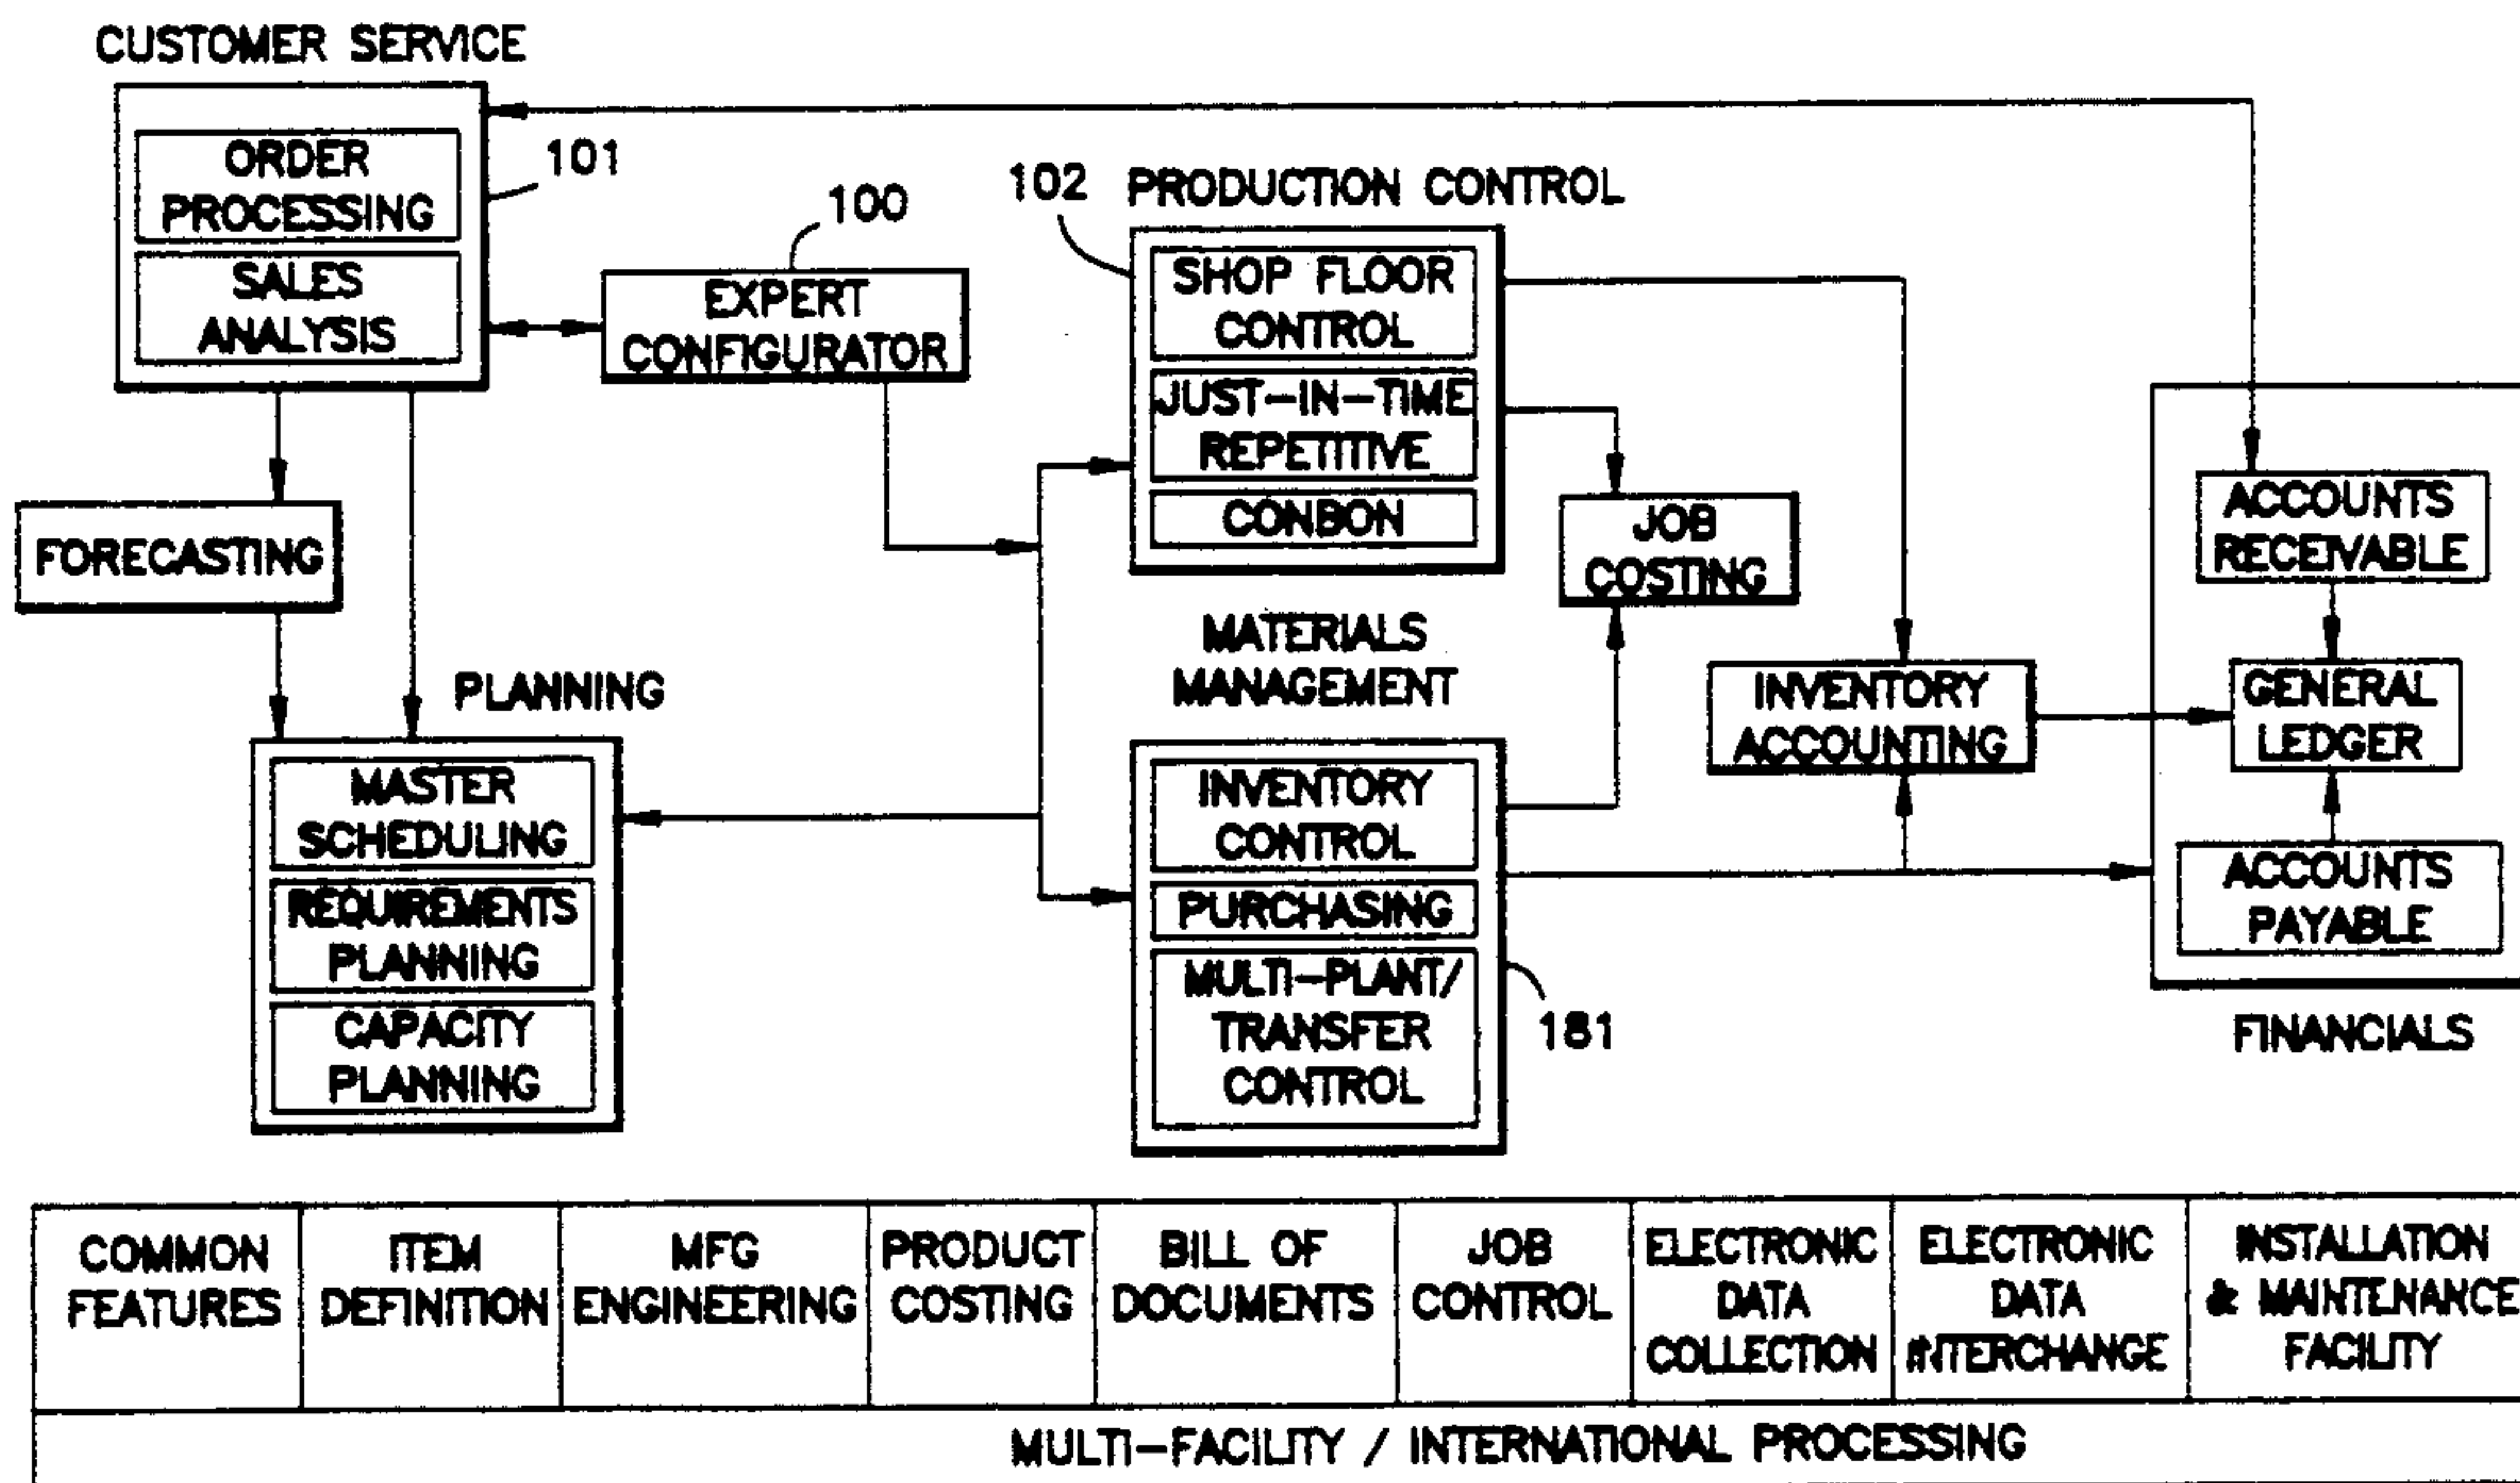 CUSTOMER SERVICE
ORDER
PROCESSING
SALES
ANALYSIS
101
100
EXPERT
CONFIGURATOR
102
PRODUCTION CONTROL
SHOP FLOOR
CONTROL
JUST-IN-TIME
REPETITIVE
CONBON
JOB
COSTING
FORECASTING
PLANNING
MASTER
SCHEDULING
REQUIREMENTS
PLANNING
CAPACITY
PLANNING
MATERIALS
MANAGEMENT
INVENTORY
CONTROL
PURCHASING
MULTI-PLANT/
TRANSFER
CONTROL
181
INVENTORY
ACCOUNTING
ACCOUNTS
RECEIVABLE
GENERAL
LEDGER
ACCOUNTS
PAYABLE
FINANCIALS
COMMON
FEATURES
ITEM
DEFINITION
MFG
ENGINEERING
PRODUCT
COSTING
BILL OF
DOCUMENTS
JOB
CONTROL
ELECTRONIC
DATA
COLLECTION
ELECTRONIC
DATA
INTERCHANGE
INSTALLATION
& MAINTENANCE
FACILITY
MULTI-FACILITY / INTERNATIONAL PROCESSING